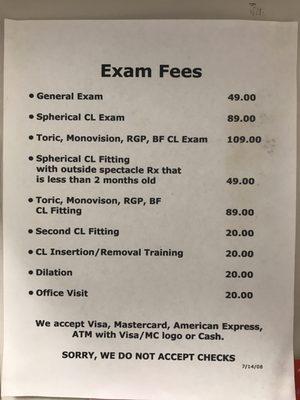 Exam Fees
• General Exam 49.00
• Spherical CL Exam 89.00
• Toric, Monovision, RGP, BF CL Exam 109.00
• Spherical CL Fitting
with outside spectacle Rx that
is less than 2 months old 49.00
• Toric, Monovison, RGP, BF
CL Fitting 89.00
• Second CL Fitting 20.00
• CL Insertion/Removal Training 20.00
• Dilation 20.00
• Office Visit 20.00
We accept Visa, Mastercard, American Express,
ATM with Visa/MC logo or Cash.
SORRY, WE DO NOT ACCEPT CHECKS
7/14/08